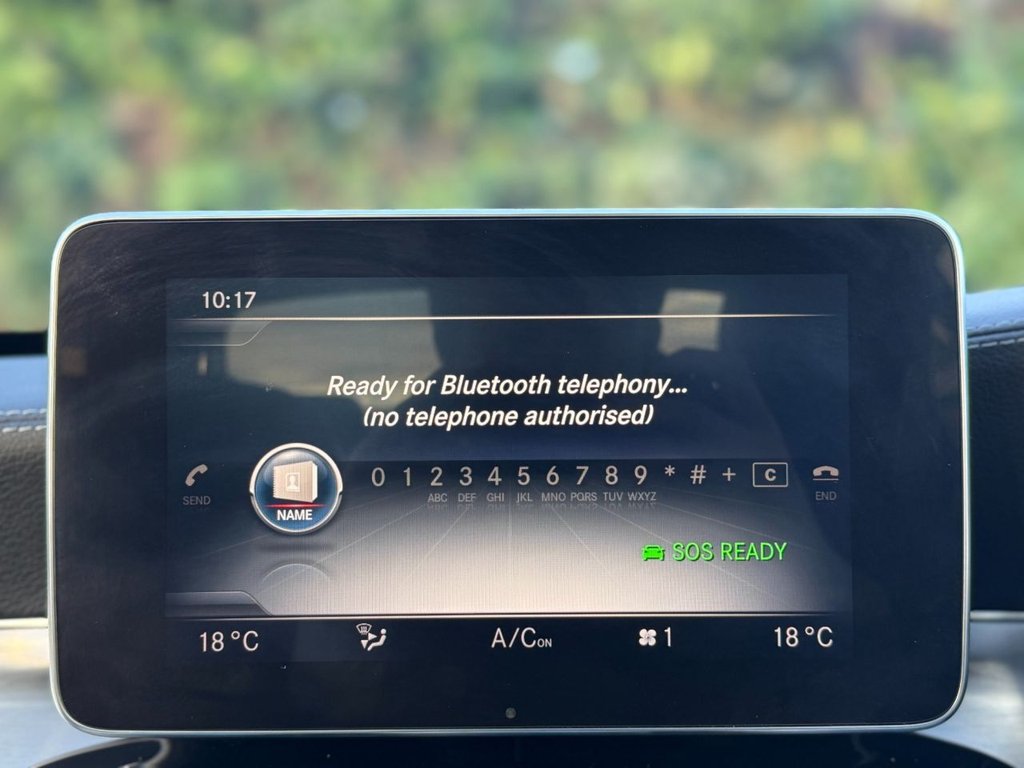 10:17
Ready for Bluetooth telephony...
(no telephone authorised)
SEND
NAME
0 1 2 3 4 5 6 7 8 9 * # + C
ABC DEF GHI JKL MNO PQRS TUV WXYZ
END
SOS READY
18°C A/C ON 1 18°C